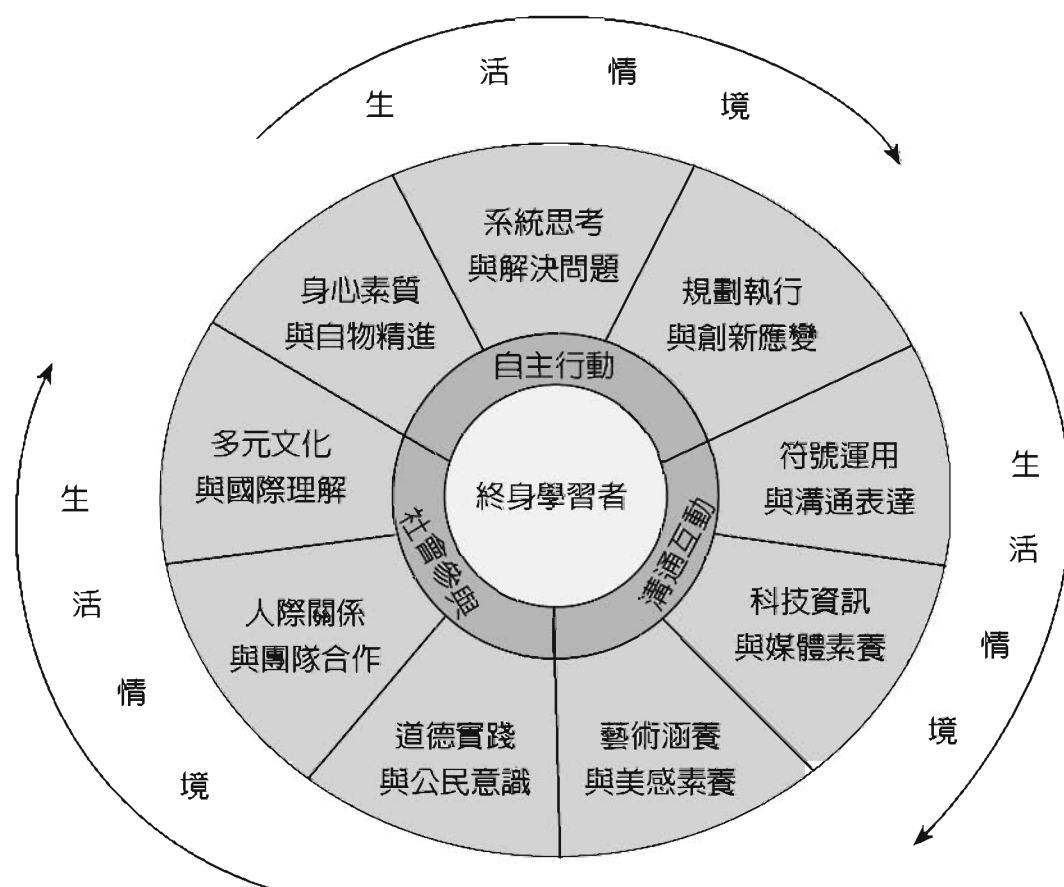 生活情境
系統思考
與解決問題
身心素質
與自物精進
規劃執行
與創新應變
自主行動
多元文化
與國際理解
符號運用
與溝通表達
終身學習者
社會參與
溝通互動
生活情境
生活情境
人際關係
與團隊合作
科技資訊
與媒體素養
道德實踐
與公民意識
藝術涵養
與美感素養